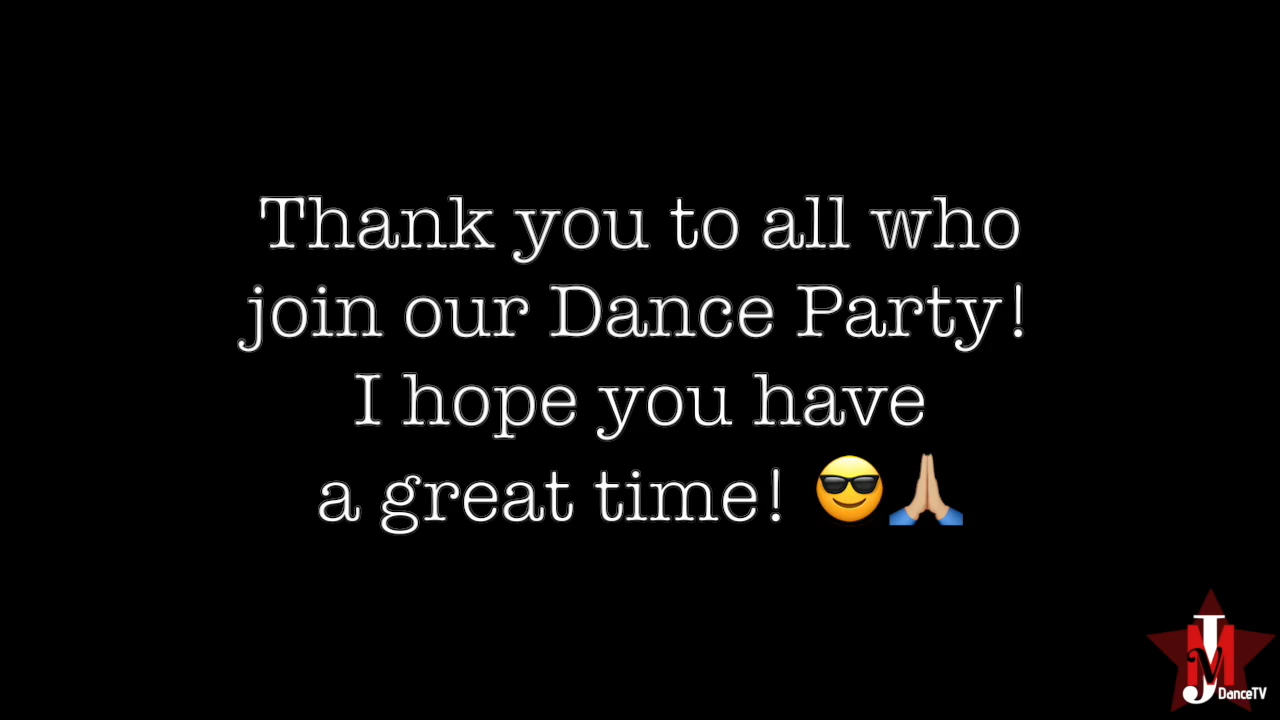 Thank you to all who
join our Dance Party!
I hope you have
a great time! 😎🙏🏼
JM
DanceTV